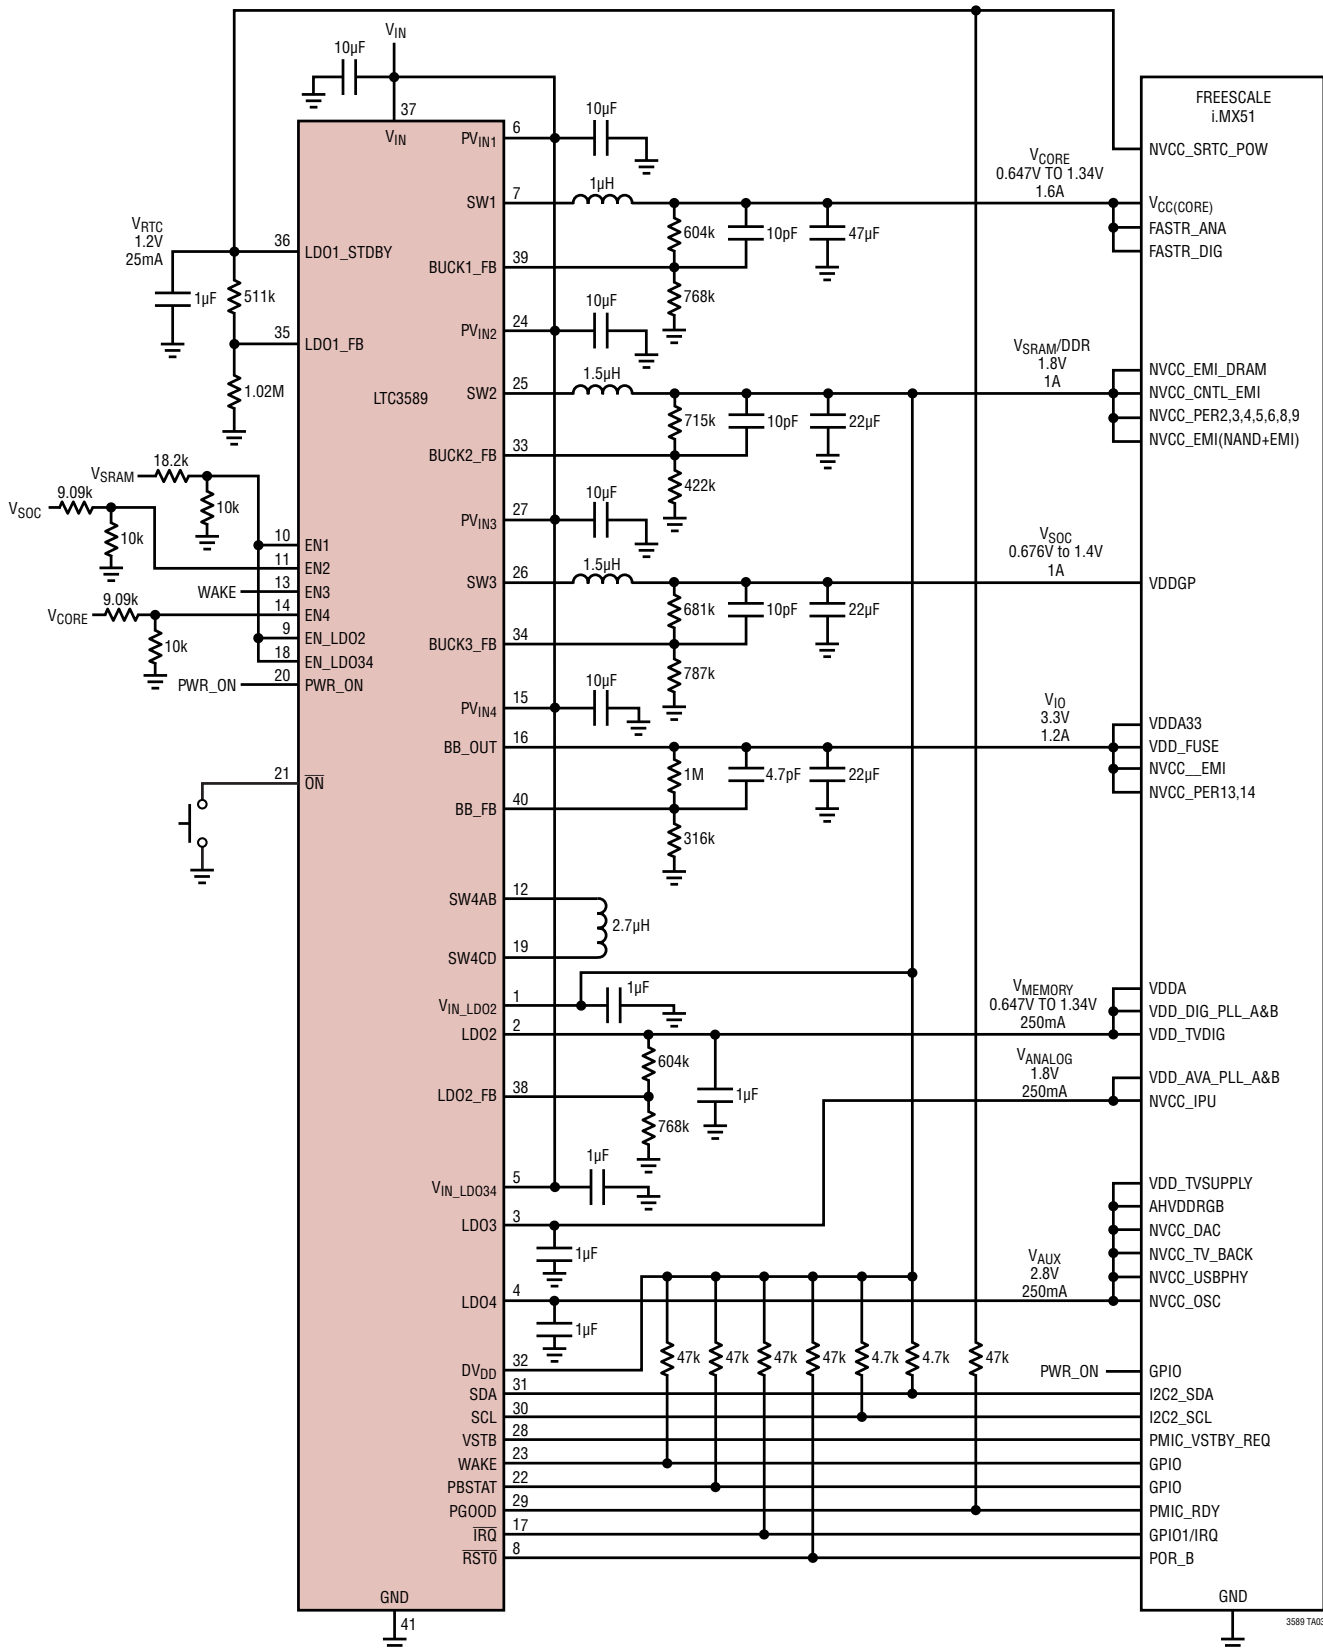 VIN
10µF
37
VIN
FREESCALE
i.MX51
NVCC_SRTC_POW
6
PVIN1
10µF
VCORE
0.647V TO 1.34V
1.6A
SW1
7
1µH
604k
10pF
47µF
VCC(CORE)
FASTR_ANA
FASTR_DIG
VRTC
1.2V
25mA
36
LDO1_STDBY
BUCK1_FB
39
768k
1µF
511k
35
LDO1_FB
1.02M
LTC3589
PVIN2
24
10µF
VSRAM/DDR
1.8V
1A
SW2
25
1.5µH
715k
10pF
22µF
NVCC_EMI_DRAM
NVCC_CNTL_EMI
NVCC_PER2,3,4,5,6,8,9
NVCC_EMI(NAND+EMI)
BUCK2_FB
33
422k
VSRAM
18.2k
10k
VSOC
9.09k
10k
10
EN1
11
EN2
WAKE
13
EN3
VCORE
9.09k
10k
14
EN4
9
EN_LDO2
18
EN_LDO34
PWR_ON
20
PWR_ON
PVIN3
27
10µF
VSOC
0.676V to 1.4V
1A
SW3
26
1.5µH
681k
10pF
22µF
VDDGP
BUCK3_FB
34
787k
PVIN4
15
10µF
VIO
3.3V
1.2A
BB_OUT
16
1M
4.7pF
22µF
VDDA33
VDD_FUSE
NVCC__EMI
NVCC_PER13,14
21
ON
BB_FB
40
316k
SW4AB
12
2.7µH
SW4CD
19
VIN_LDO2
1
1µF
VMEMORY
0.647V TO 1.34V
250mA
VDDA
VDD_DIG_PLL_A&B
VDD_TVDIG
LDO2
2
604k
1µF
LDO2_FB
38
768k
VANALOG
1.8V
250mA
VDD_AVA_PLL_A&B
NVCC_IPU
VIN_LDO34
5
1µF
LDO3
3
1µF
VAUX
2.8V
250mA
VDD_TVSUPPLY
AHVDDRGB
NVCC_DAC
NVCC_TV_BACK
NVCC_USBPHY
NVCC_OSC
LDO4
4
1µF
47k
47k
47k
47k
4.7k
4.7k
47k
DVDD
32
PWR_ON
GPIO
SDA
31
I2C2_SDA
SCL
30
I2C2_SCL
VSTB
28
PMIC_VSTBY_REQ
WAKE
23
GPIO
PBSTAT
22
GPIO
PGOOD
29
PMIC_RDY
IRQ
17
GPIO1/IRQ
RST0
8
POR_B
GND
41
GND
3589 TA03